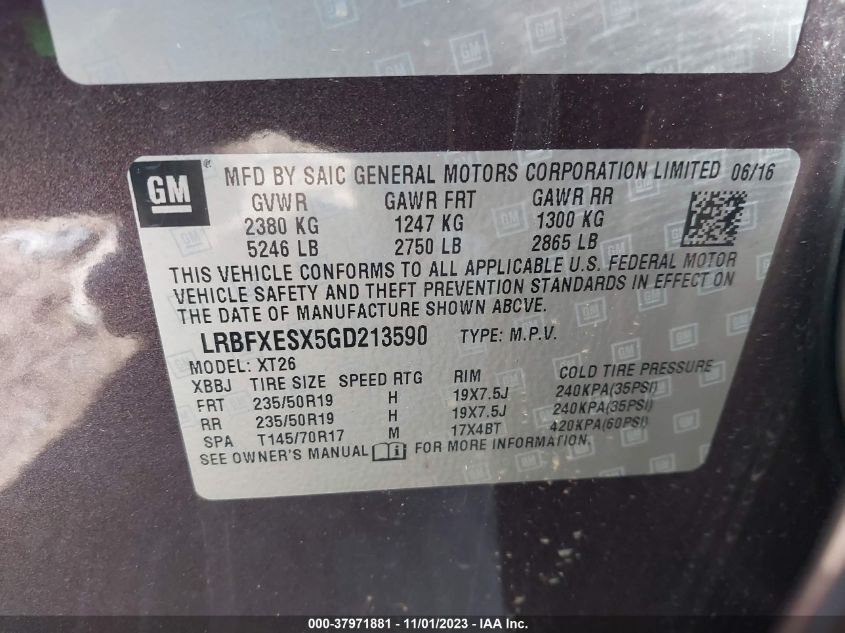 GM
MFD BY SAIC GENERAL MOTORS CORPORATION LIMITED 06/16
GVWR GAWR FRT GAWR RR
2380 KG 1247 KG 1300 KG
5246 LB 2750 LB 2865 LB
THIS VEHICLE CONFORMS TO ALL APPLICABLE U.S. FEDERAL MOTOR
VEHICLE SAFETY AND THEFT PREVENTION STANDARDS IN EFFECT ON
THE DATE OF MANUFACTURE SHOWN ABOVE.
LRBFXESX5GD213590 TYPE: M.P.V.
MODEL: XT26
XBBJ TIRE SIZE SPEED RTG RIM COLD TIRE PRESSURE
FRT 235/50R19 H 19X7.5J 240KPA(35PSI)
RR 235/50R19 H 19X7.5J 240KPA(35PSI)
SPA T145/70R17 M 17X4BT 420KPA(60PSI)
SEE OWNER'S MANUAL i FOR MORE INFORMATION.
000-37971881 - 11/01/2023 - IAA Inc.